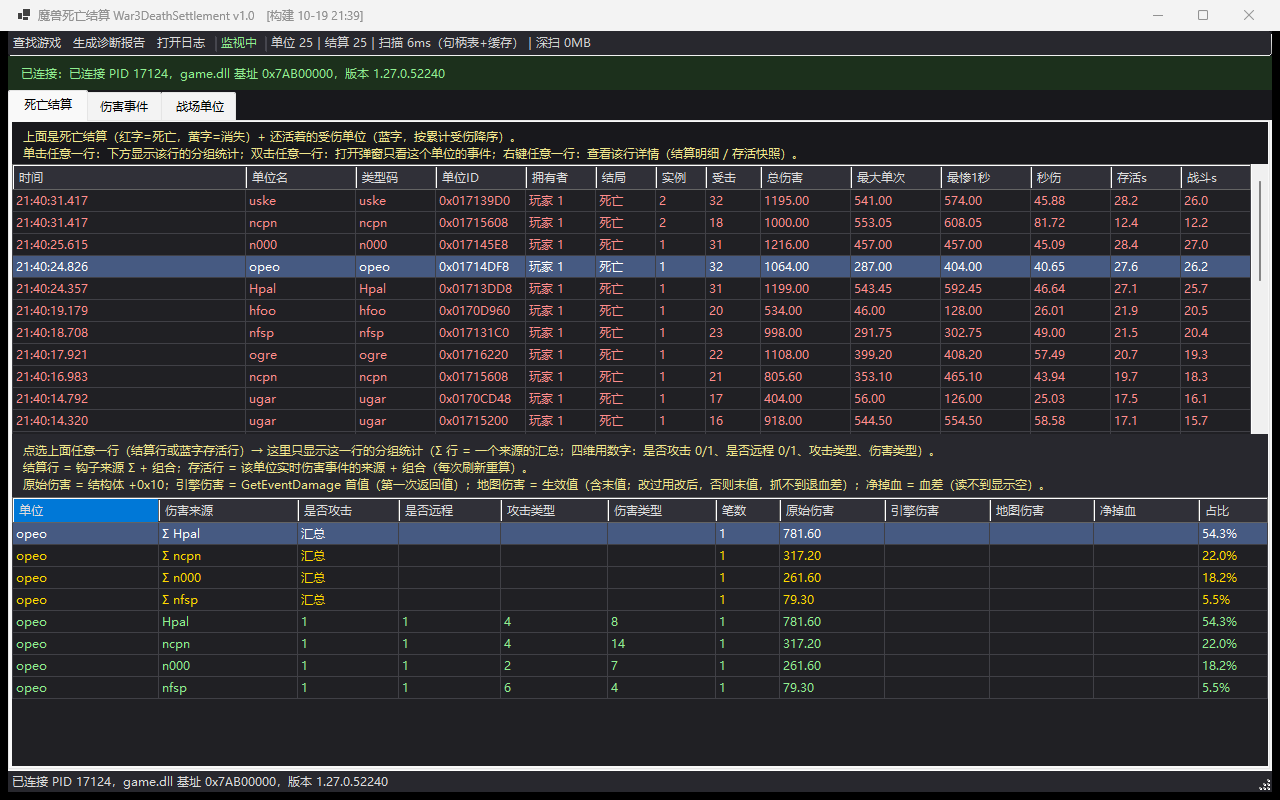 魔兽死亡结算 War3DeathSettlement v1.0 [构建 10-19 21:39]
查找游戏 生成诊断报告 打开日志 | 监视中 | 单位 25 | 结算 25 | 扫描 6ms（句柄表+缓存） | 深扫 0MB
已连接：已连接 PID 17124，game.dll 基址 0x7AB00000，版本 1.27.0.52240
死亡结算 伤害事件 战场单位
上面是死亡结算（红字=死亡，黄字=消失）+ 还活着的受伤单位（蓝字，按累计受伤降序）。
单击任意一行：下方显示该行的分组统计；双击任意一行：打开弹窗只看这个单位的事件；右键任意一行：查看该行详情（结算明细 / 存活快照）。
时间 单位名 类型码 单位ID 拥有者 结局 实例 受击 总伤害 最大单次 最惨1秒 秒伤 存活s 战斗s
21:40:31.417 uske uske 0x017139D0 玩家 1 死亡 2 32 1195.00 541.00 574.00 45.88 28.2 26.0
21:40:31.417 ncpn ncpn 0x01715608 玩家 1 死亡 2 18 1000.00 553.05 608.05 81.72 12.4 12.2
21:40:25.615 n000 n000 0x017145E8 玩家 1 死亡 1 31 1216.00 457.00 457.00 45.09 28.4 27.0
21:40:24.826 opeo opeo 0x01714DF8 玩家 1 死亡 1 32 1064.00 287.00 404.00 40.65 27.6 26.2
21:40:24.357 Hpal Hpal 0x01713DD8 玩家 1 死亡 1 31 1199.00 543.45 592.45 46.64 27.1 25.7
21:40:19.179 hfoo hfoo 0x0170D960 玩家 1 死亡 1 20 534.00 46.00 128.00 26.01 21.9 20.5
21:40:18.708 nfsp nfsp 0x017131C0 玩家 1 死亡 1 23 998.00 291.75 302.75 49.00 21.5 20.4
21:40:17.921 ogre ogre 0x01716220 玩家 1 死亡 1 22 1108.00 399.20 408.20 57.49 20.7 19.3
21:40:16.983 ncpn ncpn 0x01715608 玩家 1 死亡 1 21 805.60 353.10 465.10 43.94 19.7 18.3
21:40:14.792 ugar ugar 0x0170CD48 玩家 1 死亡 1 17 404.00 56.00 126.00 25.03 17.5 16.1
21:40:14.320 ugar ugar 0x01715200 玩家 1 死亡 1 16 918.00 544.50 554.50 58.58 17.1 15.7
点选上面任意一行（结算行或蓝字存活行）→ 这里只显示这一行的分组统计（Σ 行 = 一个来源的汇总；四维用数字：是否攻击 0/1、是否远程 0/1、攻击类型、伤害类型）。
结算行 = 钩子来源 Σ + 组合；存活行 = 该单位实时伤害事件的来源 + 组合（每次刷新重算）。
原始伤害 = 结构体 +0x10；引擎伤害 = GetEventDamage 首值（第一次返回值）；地图伤害 = 生效值（含末值；改过用改后，否则末值，抓不到退血差）；净掉血 = 血差（读不到显示空）。
单位 伤害来源 是否攻击 是否远程 攻击类型 伤害类型 笔数 原始伤害 引擎伤害 地图伤害 净掉血 占比
opeo Σ Hpal 汇总 1 781.60 54.3%
opeo Σ ncpn 汇总 1 317.20 22.0%
opeo Σ n000 汇总 1 261.60 18.2%
opeo Σ nfsp 汇总 1 79.30 5.5%
opeo Hpal 1 1 4 8 1 781.60 54.3%
opeo ncpn 1 1 4 14 1 317.20 22.0%
opeo n000 1 1 2 7 1 261.60 18.2%
opeo nfsp 1 1 6 4 1 79.30 5.5%
已连接 PID 17124，game.dll 基址 0x7AB00000，版本 1.27.0.52240